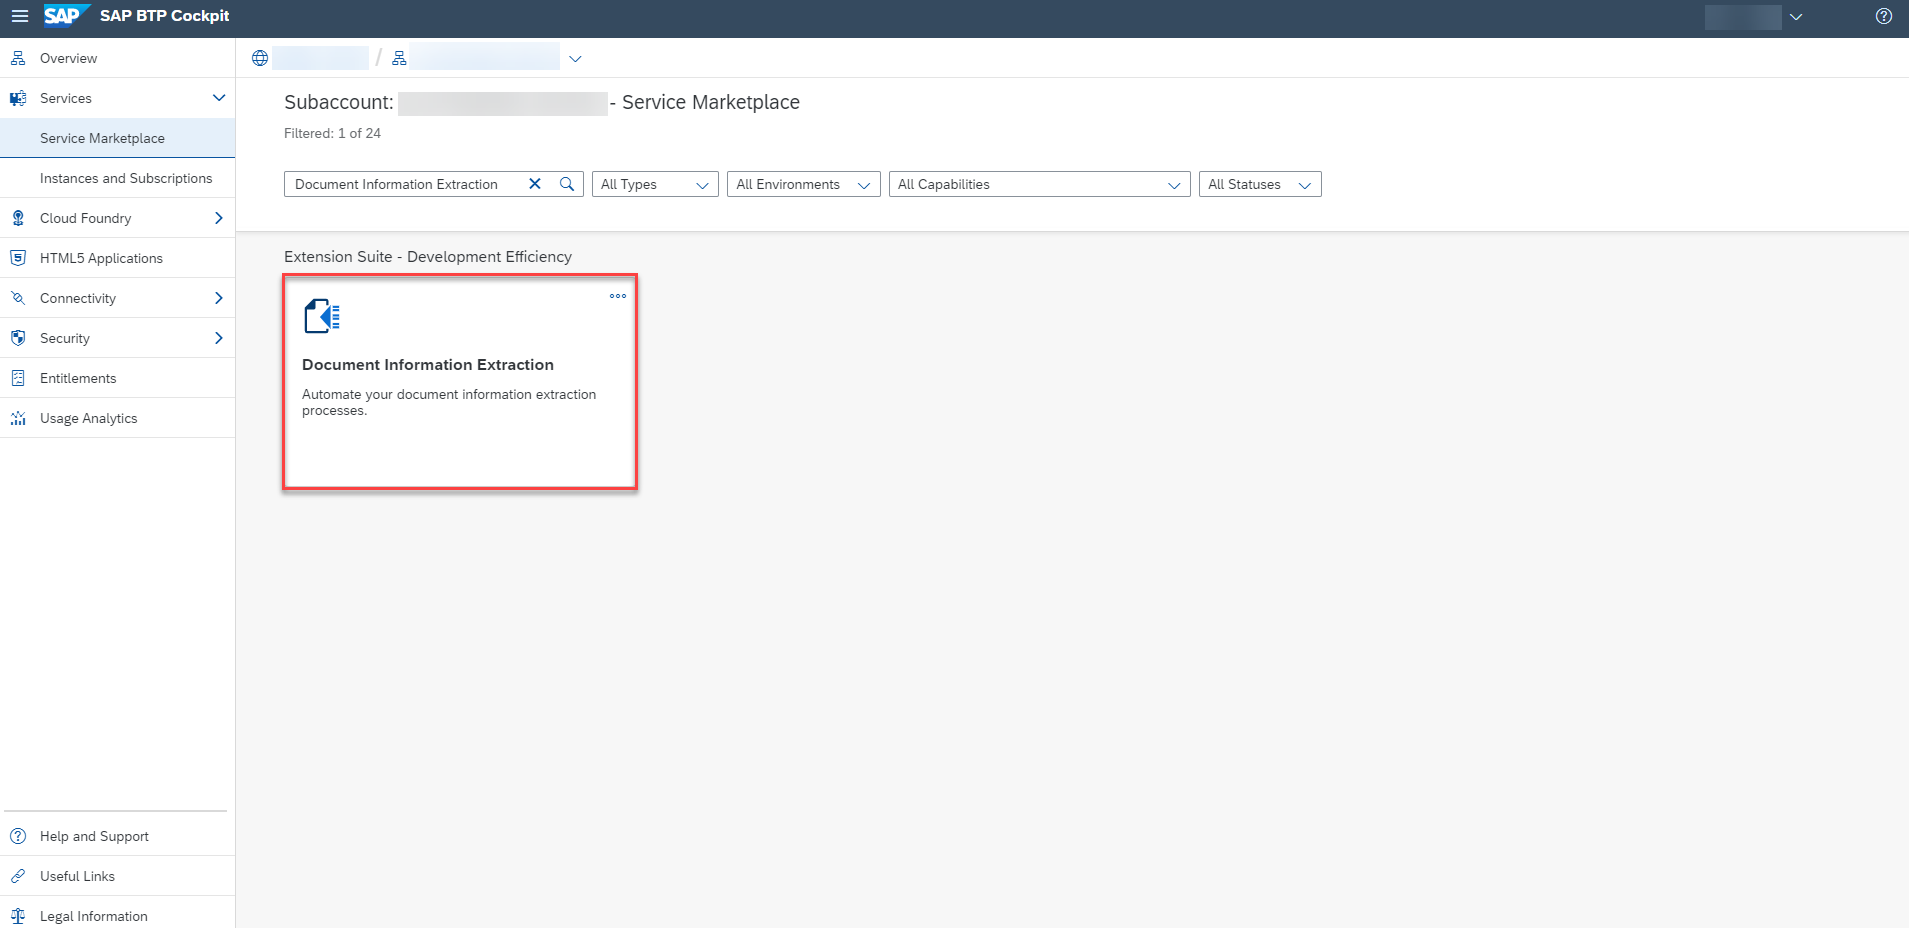 SAP SAP BTP Cockpit
Overview
Services
Service Marketplace
Instances and Subscriptions
Cloud Foundry
HTML5 Applications
Connectivity
Security
Entitlements
Usage Analytics
Help and Support
Useful Links
Legal Information
/
Subaccount: - Service Marketplace
Filtered: 1 of 24
Document Information Extraction All Types All Environments All Capabilities All Statuses
Extension Suite - Development Efficiency
Document Information Extraction
Automate your document information extraction
processes.